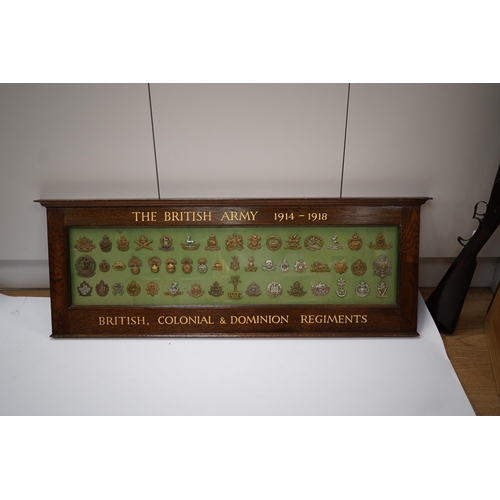 THE BRITISH ARMY 1914 - 1918
BRITISH, COLONIAL & DOMINION REGIMENTS